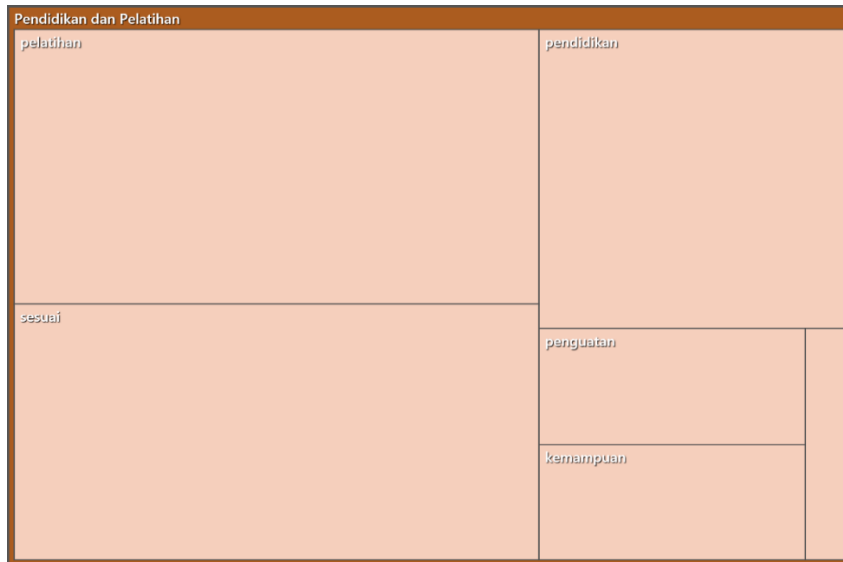 Pendidikan dan Pelatihan
pelatihan
pendidikan
sesuai
penguatan
kemampuan